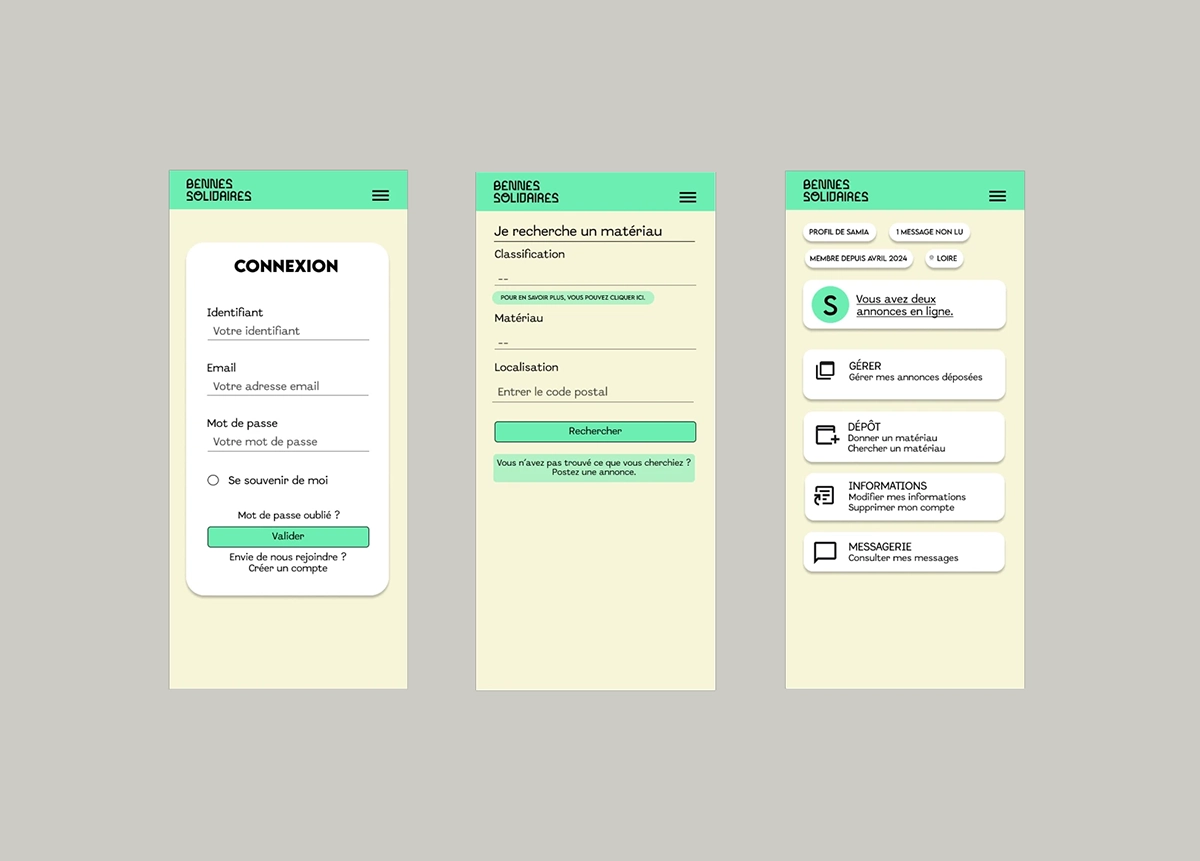 BENNES
SOLIDAIRES
CONNEXION
Identifiant
Votre identifiant
Email
Votre adresse email
Mot de passe
Votre mot de passe
Se souvenir de moi
Mot de passe oublié ?
Valider
Envie de nous rejoindre ?
Créer un compte
BENNES
SOLIDAIRES
Je recherche un matériau
Classification
--
POUR EN SAVOIR PLUS, VOUS POUVEZ CLIQUER ICI.
Matériau
--
Localisation
Entrer le code postal
Rechercher
Vous n'avez pas trouvé ce que vous cherchiez ?
Postez une annonce.
BENNES
SOLIDAIRES
PROFIL DE SAMIA
1 MESSAGE NON LU
MEMBRE DEPUIS AVRIL 2024
LOIRE
S
Vous avez deux
annonces en ligne.
GÉRER
Gérer mes annonces déposées
DÉPÔT
Donner un matériau
Chercher un matériau
INFORMATIONS
Modifier mes informations
Supprimer mon compte
MESSAGERIE
Consulter mes messages